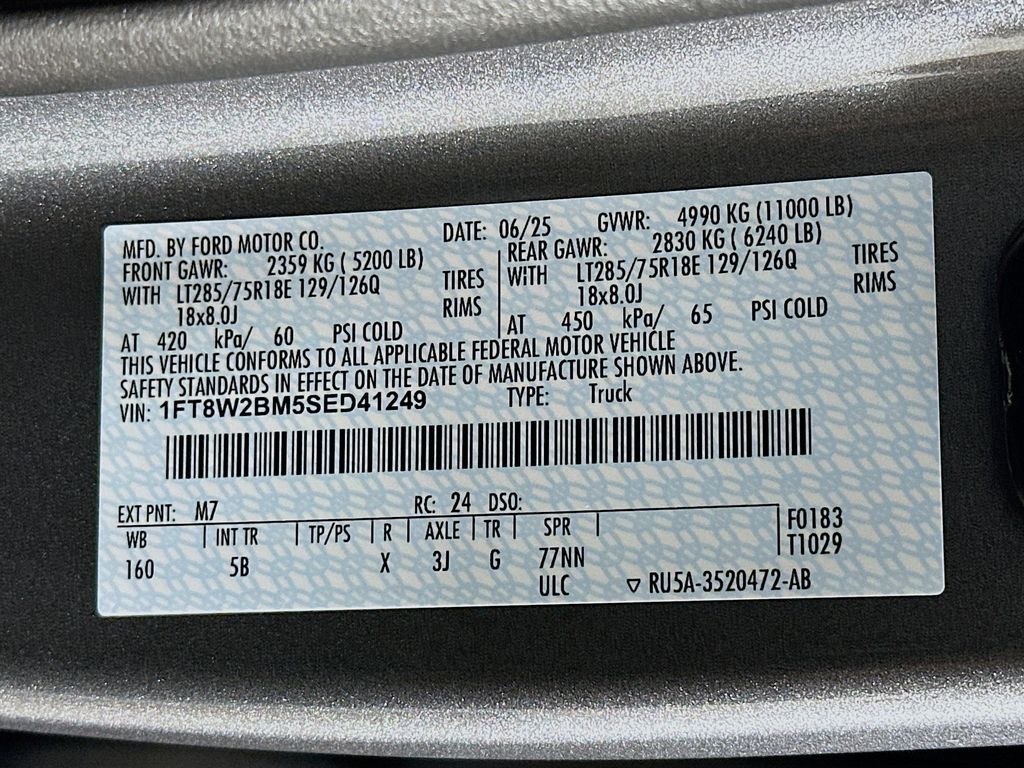 MFD. BY FORD MOTOR CO. DATE: 06/25 GVWR: 4990 KG (11000 LB)
FRONT GAWR: 2359 KG ( 5200 LB) REAR GAWR: 2830 KG ( 6240 LB)
WITH LT285/75R18E 129/126Q TIRES WITH LT285/75R18E 129/126Q TIRES
18x8.0J RIMS 18x8.0J RIMS
AT 420 kPa/ 60 PSI COLD AT 450 kPa/ 65 PSI COLD
THIS VEHICLE CONFORMS TO ALL APPLICABLE FEDERAL MOTOR VEHICLE
SAFETY STANDARDS IN EFFECT ON THE DATE OF MANUFACTURE SHOWN ABOVE.
VIN: 1FT8W2BM5SED41249 TYPE: Truck
EXT PNT: M7 RC: 24 DSO:
WB INT TR TP/PS R AXLE TR SPR F0183
160 5B X 3J G 77NN T1029
ULC ▽ RU5A-3520472-AB